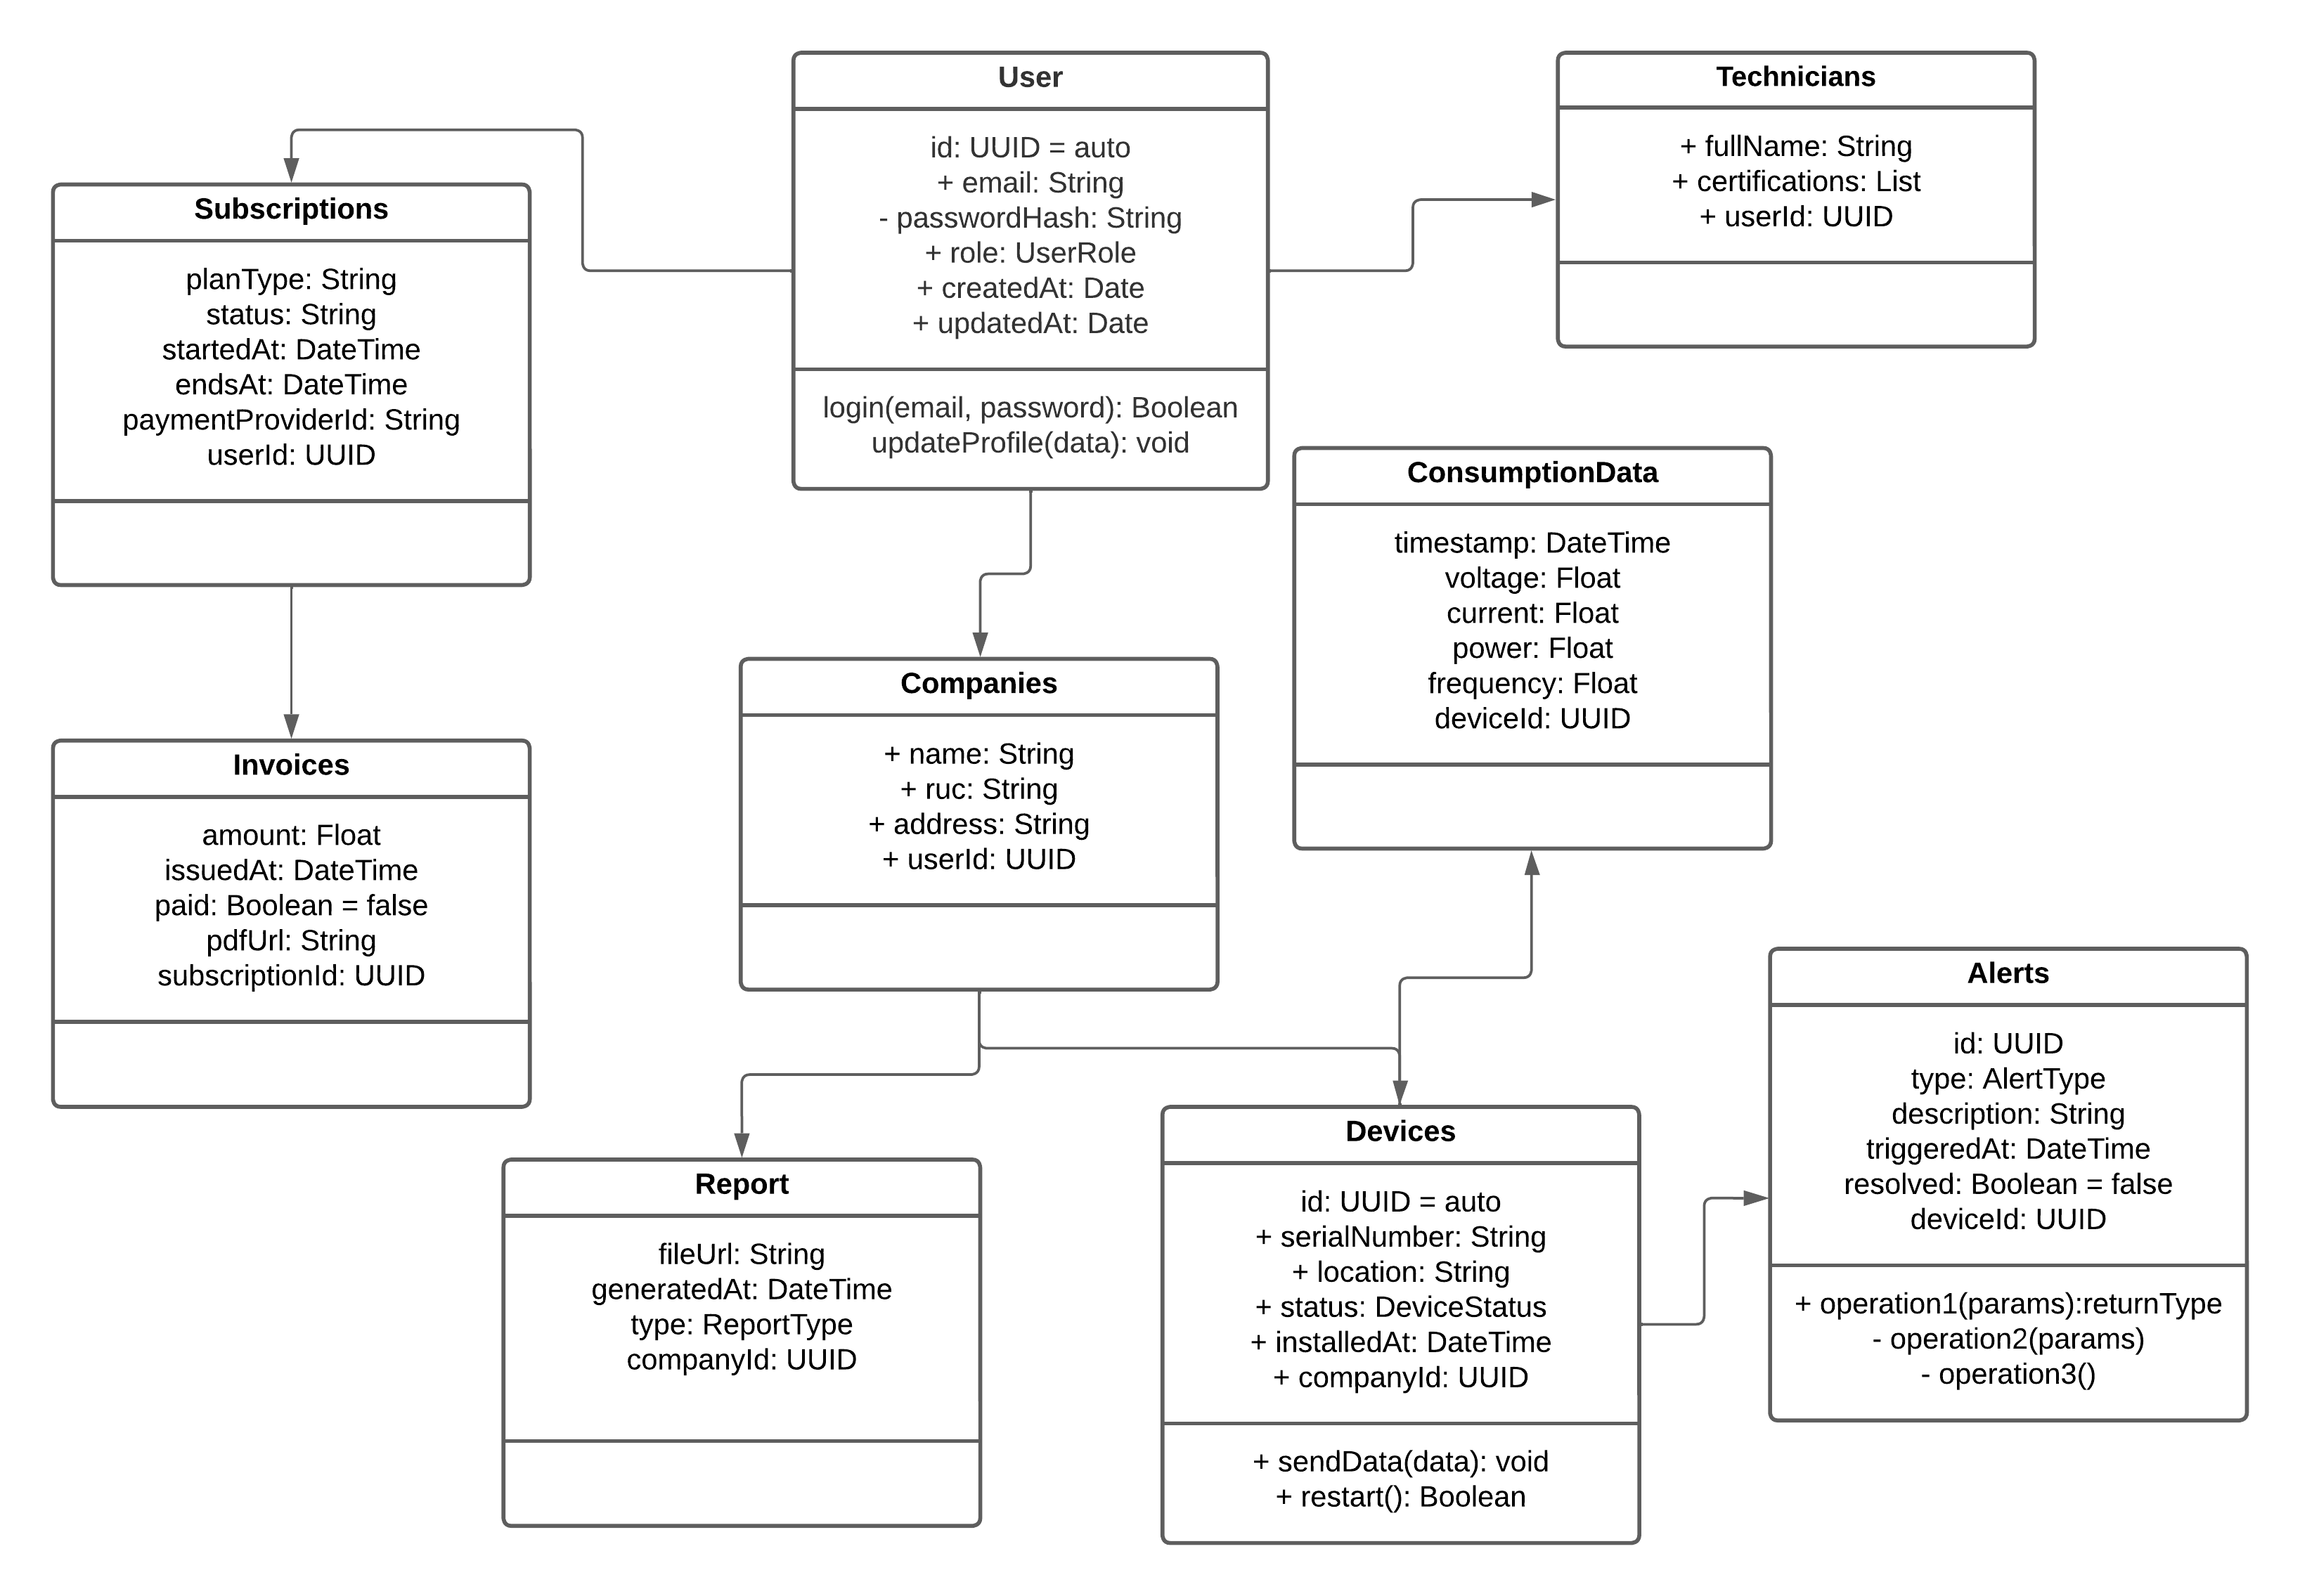 User
id: UUID = auto
+ email: String
- passwordHash: String
+ role: UserRole
+ createdAt: Date
+ updatedAt: Date
login(email, password): Boolean
updateProfile(data): void
Technicians
+ fullName: String
+ certifications: List
+ userId: UUID
Subscriptions
planType: String
status: String
startedAt: DateTime
endsAt: DateTime
paymentProviderId: String
userId: UUID
ConsumptionData
timestamp: DateTime
voltage: Float
current: Float
power: Float
frequency: Float
deviceId: UUID
Companies
+ name: String
+ ruc: String
+ address: String
+ userId: UUID
Invoices
amount: Float
issuedAt: DateTime
paid: Boolean = false
pdfUrl: String
subscriptionId: UUID
Alerts
id: UUID
type: AlertType
description: String
triggeredAt: DateTime
resolved: Boolean = false
deviceId: UUID
+ operation1(params):returnType
- operation2(params)
- operation3()
Devices
id: UUID = auto
+ serialNumber: String
+ location: String
+ status: DeviceStatus
+ installedAt: DateTime
+ companyId: UUID
+ sendData(data): void
+ restart(): Boolean
Report
fileUrl: String
generatedAt: DateTime
type: ReportType
companyId: UUID